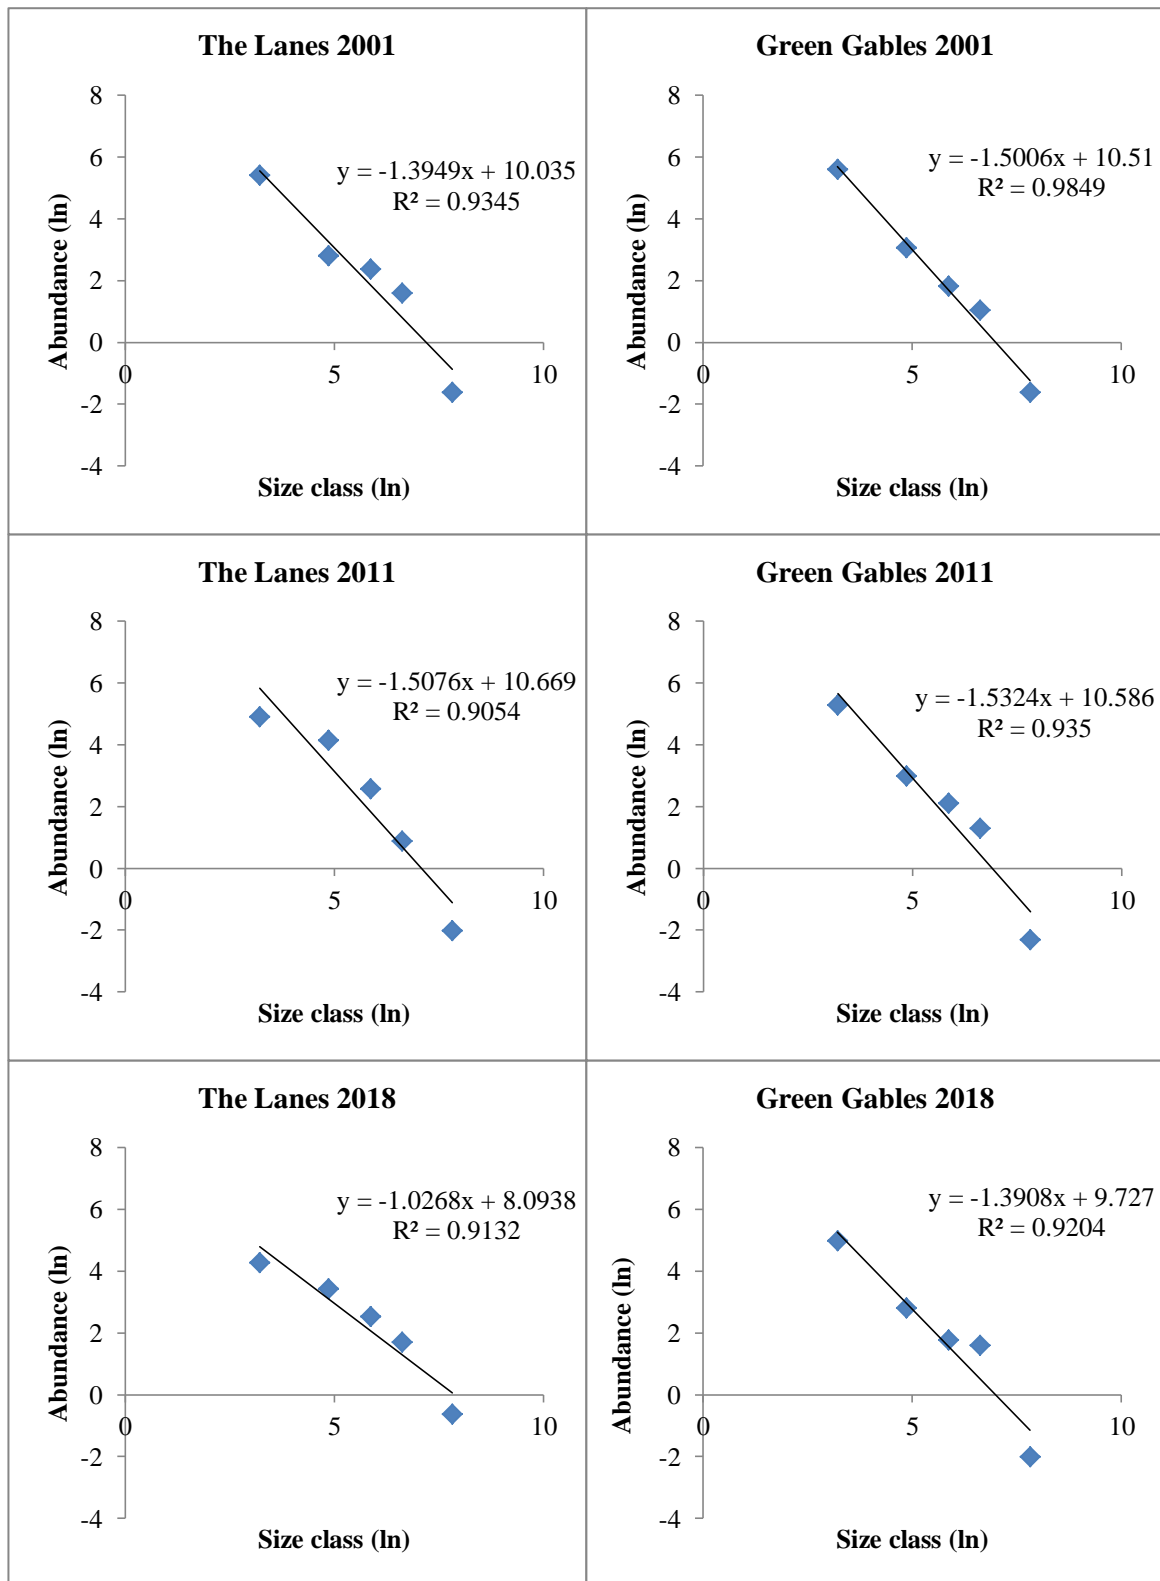 The Lanes 2001
8
6
4
2
0
-2
-4
0
5
10
y = -1.3949x + 10.035
R² = 0.9345
Abundance (ln)
Size class (ln)
Green Gables 2001
8
6
4
2
0
-2
-4
0
5
10
y = -1.5006x + 10.51
R² = 0.9849
Abundance (ln)
Size class (ln)
The Lanes 2011
8
6
4
2
0
-2
-4
0
5
10
y = -1.5076x + 10.669
R² = 0.9054
Abundance (ln)
Size class (ln)
Green Gables 2011
8
6
4
2
0
-2
-4
0
5
10
y = -1.5324x + 10.586
R² = 0.935
Abundance (ln)
Size class (ln)
The Lanes 2018
8
6
4
2
0
-2
-4
0
5
10
y = -1.0268x + 8.0938
R² = 0.9132
Abundance (ln)
Size class (ln)
Green Gables 2018
8
6
4
2
0
-2
-4
0
5
10
y = -1.3908x + 9.727
R² = 0.9204
Abundance (ln)
Size class (ln)